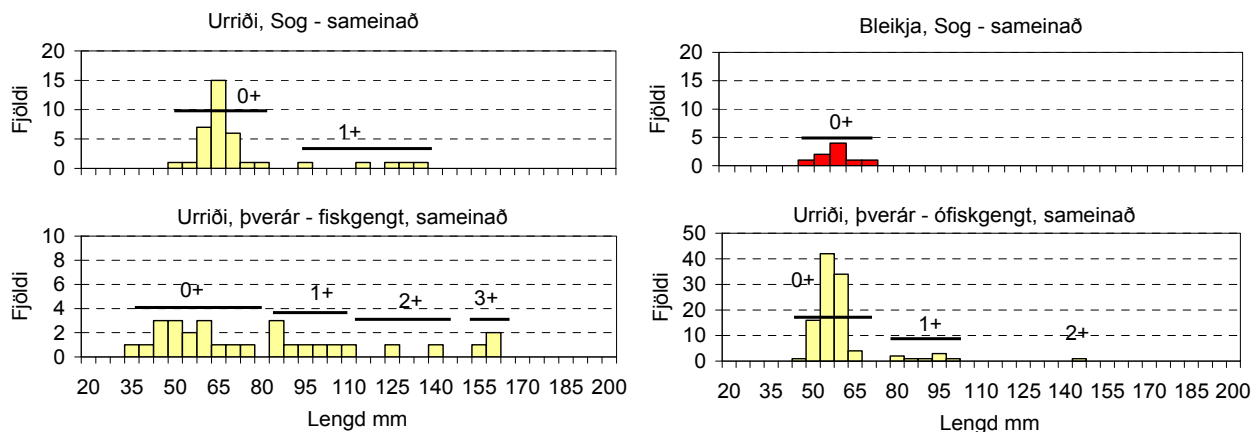 Urriði, Sog - sameinað
20
15
10
5
0
Fjöldi
0+
1+
Bleikja, Sog - sameinað
20
15
10
5
0
Fjöldi
0+
Urriði, þverár - fiskgengt, sameinað
10
8
6
4
2
0
Fjöldi
0+
1+
2+
3+
20 35 50 65 80 95 110 125 140 155 170 185 200
Lengd mm
Urriði, þverár - ófiskgengt, sameinað
50
40
30
20
10
0
Fjöldi
0+
1+
2+
20 35 50 65 80 95 110 125 140 155 170 185 200
Lengd mm